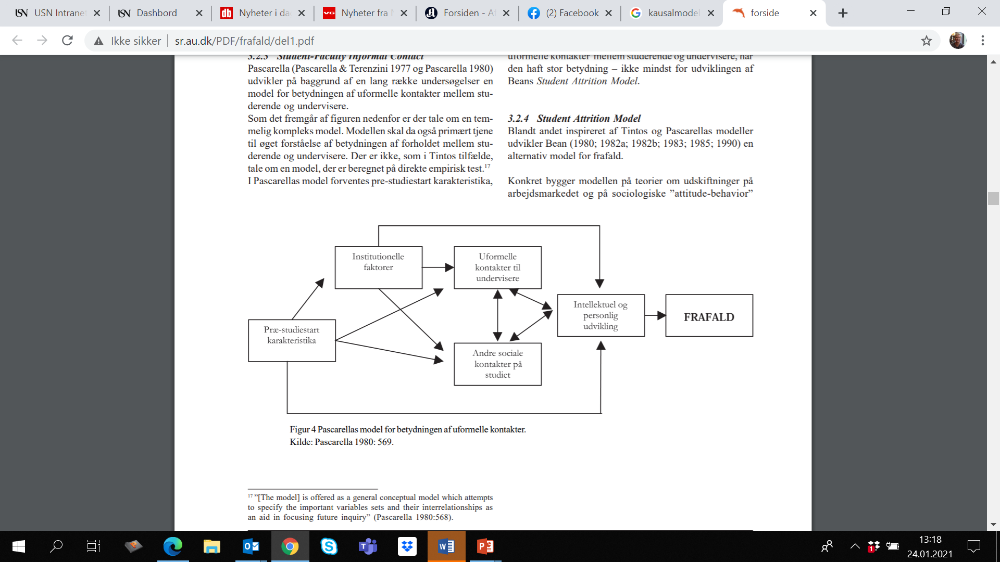 USN Intrane
Dashbord
Nyheter i da
Nyheter fra N
Forsiden - A
(2) Facebook
kausalmodel
forside
Ikke sikker
sr.au.dk/PDF/frafald/del1.pdf
3.2.3 Student-Faculty Informal Contact
Pascarella (Pascarella & Terenzini 1977 og Pascarella 1980)
udvikler på baggrund af en lang række undersøgelser en
model for betydningen af uformelle kontakter mellem stu-
derende og undervisere.
Som det fremgår af figuren nedenfor er der tale om en tem-
melig kompleks model. Modellen skal da også primært tjene
til øget forståelse af betydningen af forholdet mellem stu-
derende og undervisere. Der er ikke, som i Tintos tilfælde,
tale om en model, der er beregnet på direkte empirisk test.17
I Pascarellas model forventes pre-studiestart karakteristika,
uformelle kontakter mellem studerende og undervisere, har
den haft stor betydning – ikke mindst for udviklingen af
Beans Student Attrition Model.
3.2.4 Student Attrition Model
Blandt andet inspireret af Tintos og Pascarellas modeller
udvikler Bean (1980; 1982a; 1982b; 1983; 1985; 1990) en
alternativ model for frafald.
Konkret bygger modellen på teorier om udskiftninger på
arbejdsmarkedet og på sociologiske ”attitude-behavior”
Institutionelle
faktorer
Uformelle
kontakter til
undervisere
Intellektuel og
personlig
udvikling
FRAFALD
Præ-studiestart
karakteristika
Andre sociale
kontakter på
studiet
Figur 4 Pascarellas model for betydningen af uformelle kontakter.
Kilde: Pascarella 1980: 569.
17 ”[The model] is offered as a general conceptual model which attempts
to specify the important variables sets and their interrelationships as
an aid in focusing future inquiry” (Pascarella 1980:568).
13:18
24.01.2021